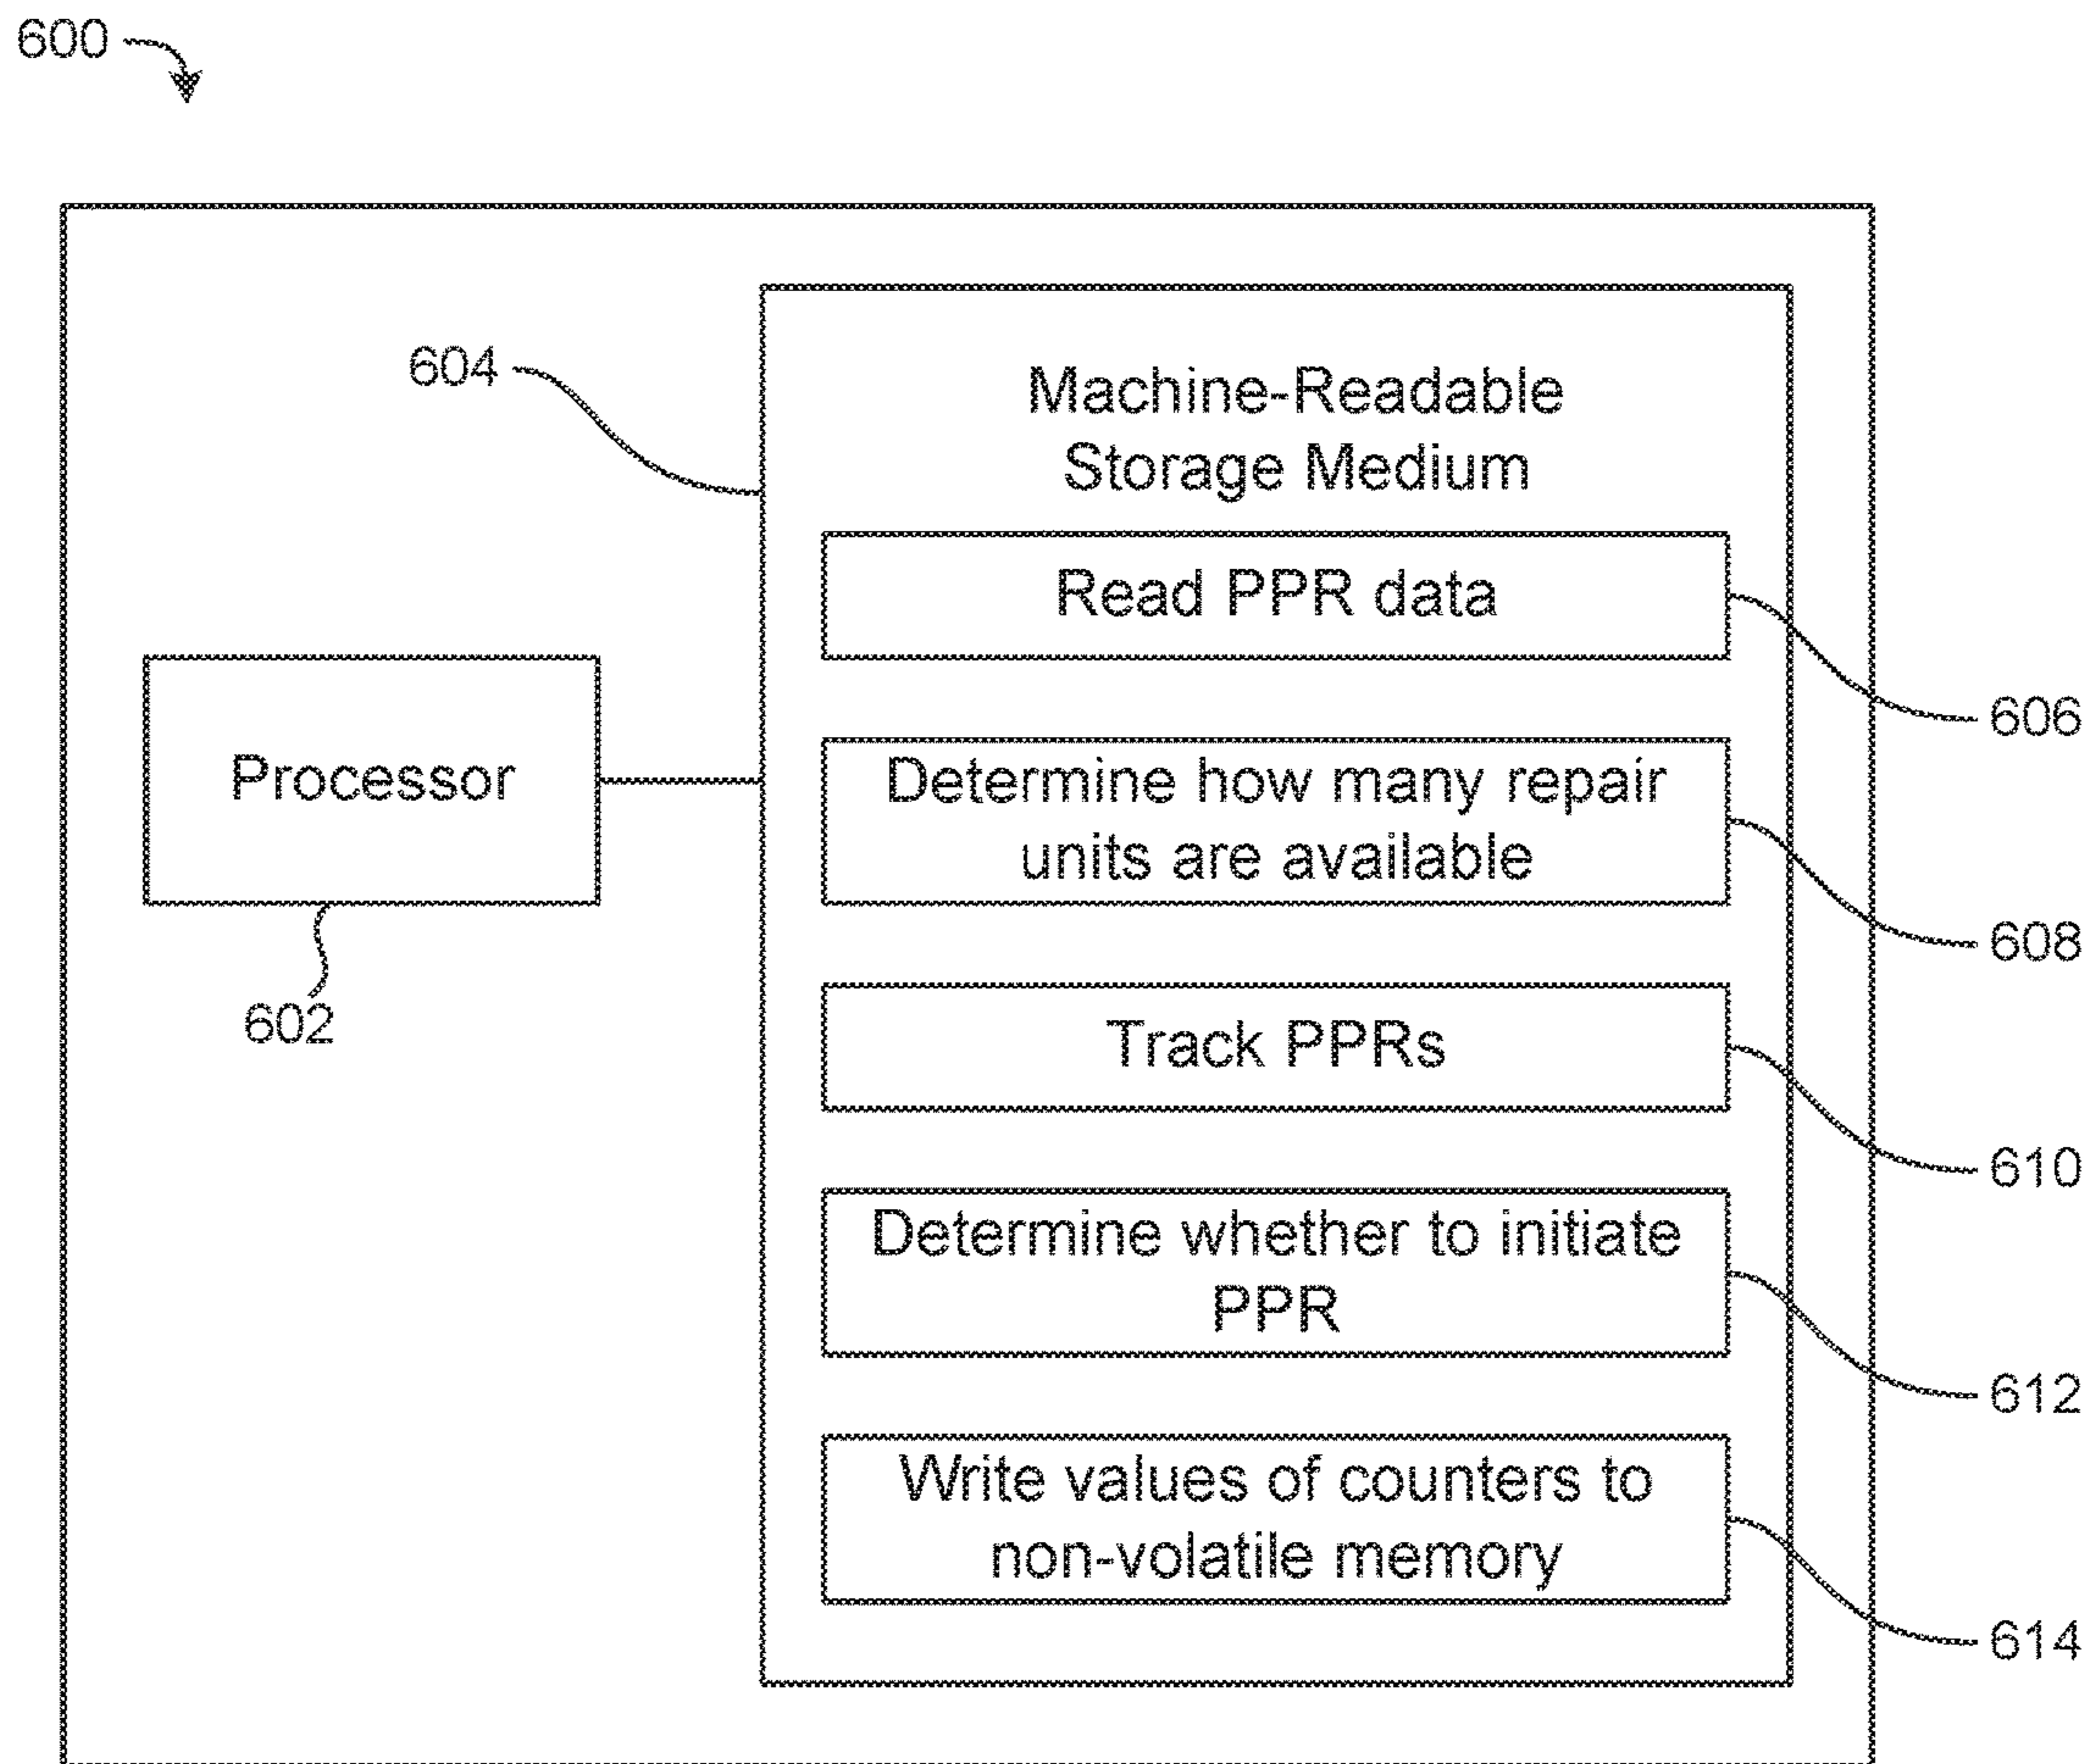 600
604
Machine-Readable
Storage Medium
Read PPR data
606
Processor
Determine how many repair
units are available
608
602
Track PPRs
610
Determine whether to initiate
PPR
612
Write values of counters to
non-volatile memory
614